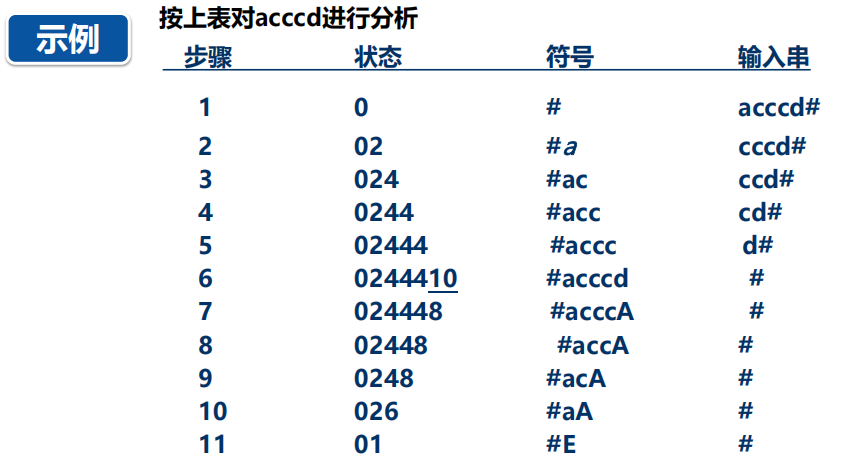 示例
按上表对acccd进行分析
步骤 状态 符号 输入串
1 0 # acccd#
2 02 #a cccd#
3 024 #ac ccd#
4 0244 #acc cd#
5 02444 #accc d#
6 0244410 #acccd #
7 024448 #acccA #
8 02448 #accA #
9 0248 #acA #
10 026 #aA #
11 01 #E #